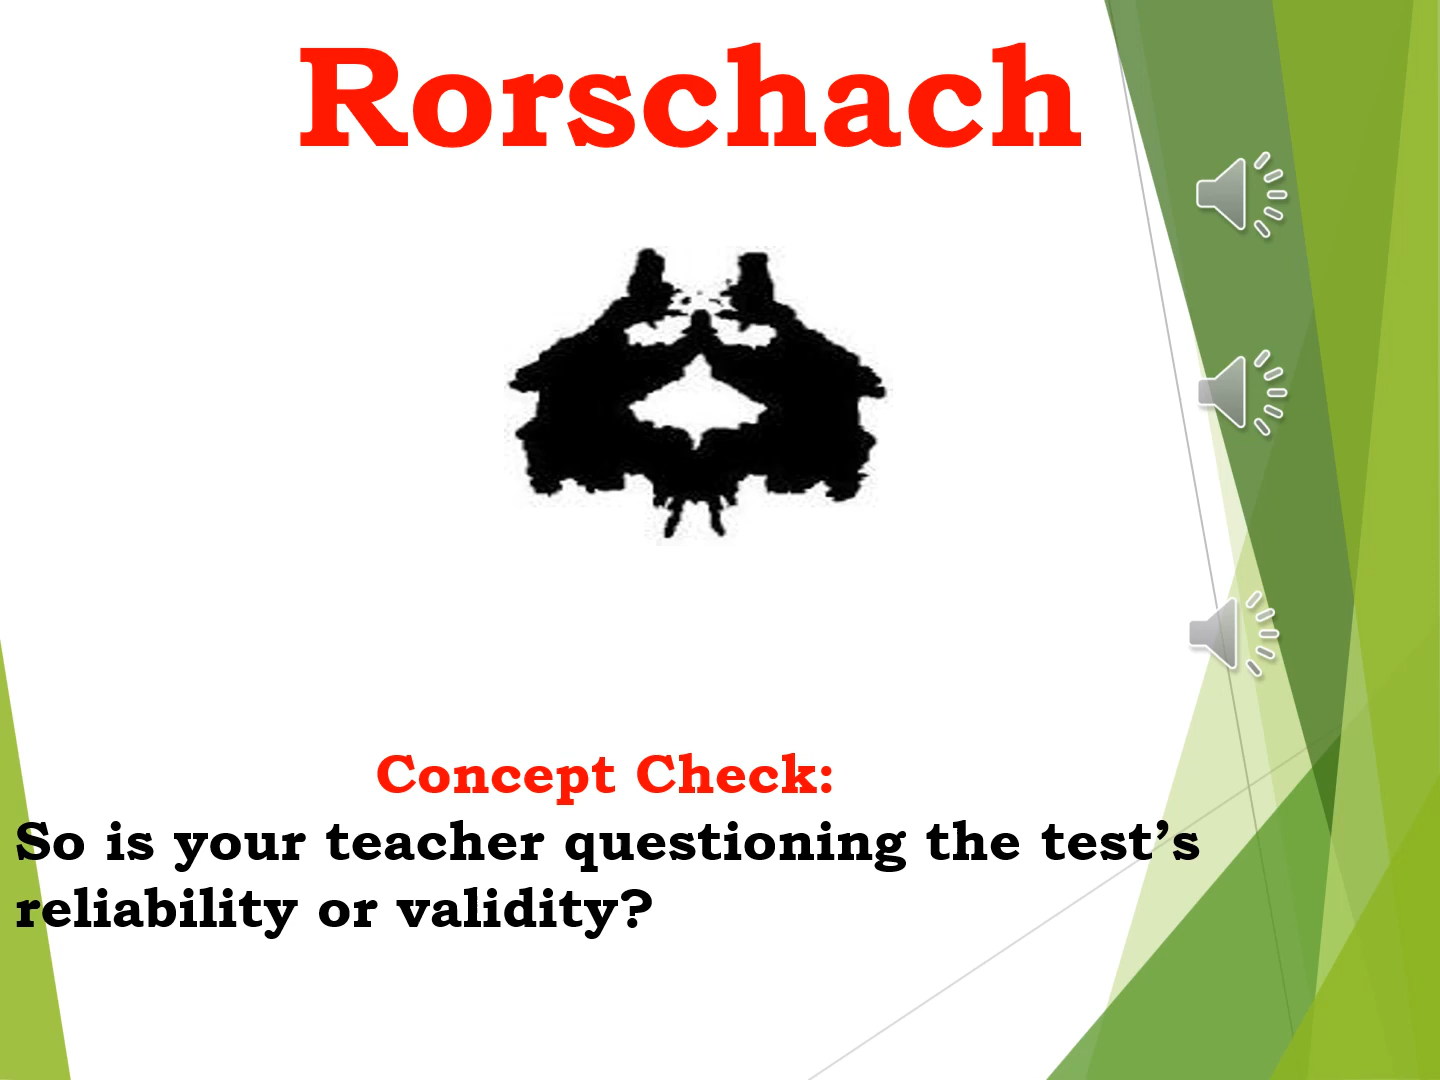 Rorschach
Concept Check:
So is your teacher questioning the test’s
reliability or validity?